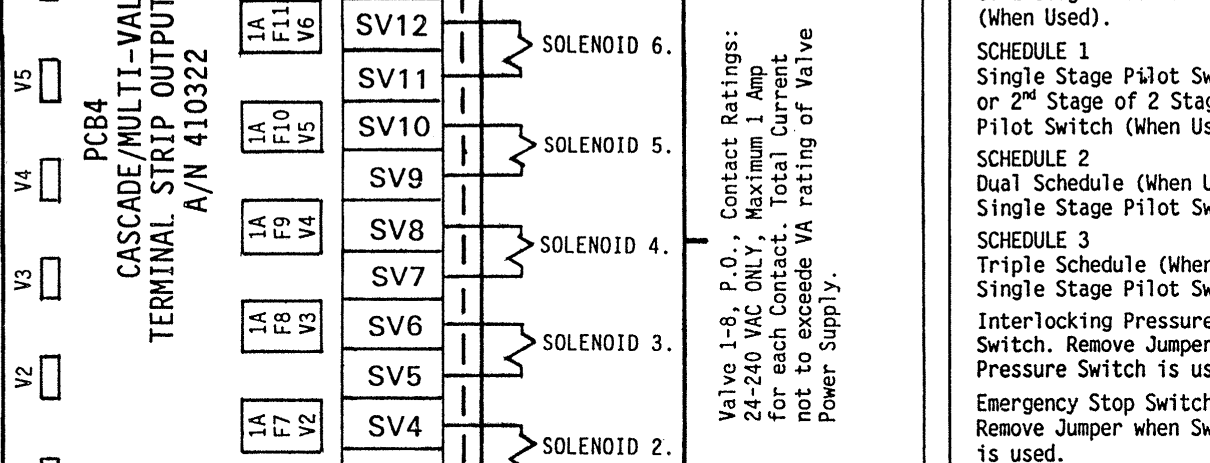 V5
V4
V3
V2
PCB4
CASCADE/MULTI-VAL
TERMINAL STRIP OUTPUT
A/N 410322
1A
F11
V6
1A
F10
V5
1A
F9
V4
1A
F8
V3
1A
F7
V2
SV12
SV11
SV10
SV9
SV8
SV7
SV6
SV5
SV4
SOLENOID 6.
SOLENOID 5.
SOLENOID 4.
SOLENOID 3.
SOLENOID 2.
Valve 1-8, P.O., Contact Ratings:
24-240 VAC ONLY, Maximum 1 Amp
for each Contact. Total Current
not to exceede VA rating of Valve
Power Supply.
(When Used).
SCHEDULE 1
Single Stage Pilot Sw
or 2nd Stage of 2 Stag
Pilot Switch (When Us
SCHEDULE 2
Dual Schedule (When U
Single Stage Pilot Sw
SCHEDULE 3
Triple Schedule (When
Single Stage Pilot Sw
Interlocking Pressure
Switch. Remove Jumper
Pressure Switch is us
Emergency Stop Switch
Remove Jumper when Sw
is used.